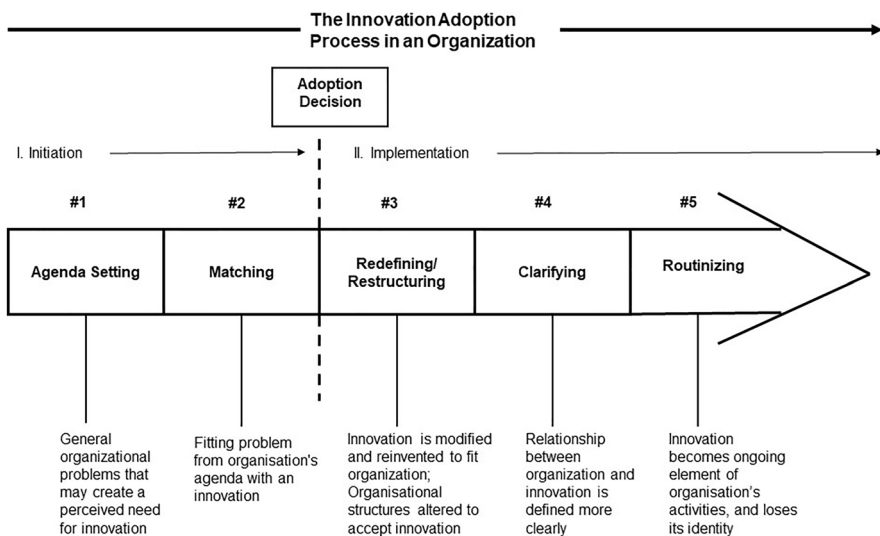 The Innovation Adoption
Process in an Organization
Adoption
Decision
I. Initiation
II. Implementation
#1
#2
#3
#4
#5
Agenda Setting
Matching
Redefining/
Restructuring
Clarifying
Routinizing
General
organizational
problems that
may create a
perceived need
for innovation
Fitting problem
from organisation's
agenda with an
innovation
Innovation is modified
and reinvented to fit
organization;
Organisational
structures altered to
accept innovation
Relationship
between
organization and
innovation is
defined more
clearly
Innovation
becomes ongoing
element of
organisation's
activities, and loses
its identity